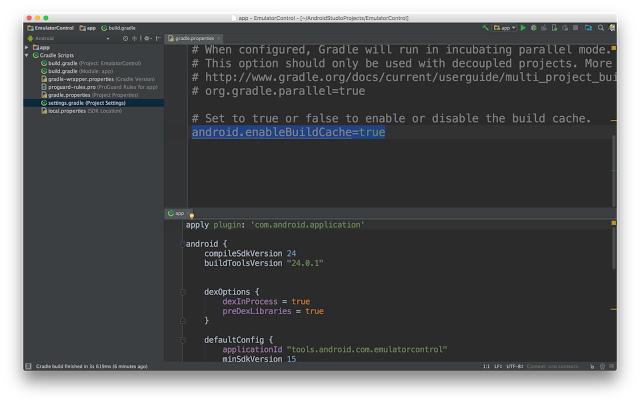 app - EmulatorControl - [~/AndroidStudioProjects/EmulatorControl]
EmulatorControl app build.gradle
app
Android
gradle.properties
app
Gradle Scripts
build.gradle (Project: EmulatorControl)
build.gradle (Module: app)
gradle-wrapper.properties (Gradle Version)
proguard-rules.pro (ProGuard Rules for app)
gradle.properties (Project Properties)
settings.gradle (Project Settings)
local.properties (SDK Location)
# When configured, Gradle will run in incubating parallel mode.
# This option should only be used with decoupled projects. More
# http://www.gradle.org/docs/current/userguide/multi_project_bui
# org.gradle.parallel=true
# Set to true or false to enable or disable the build cache.
android.enableBuildCache=true
app
apply plugin: 'com.android.application'
android {
compileSdkVersion 24
buildToolsVersion "24.0.1"
dexOptions {
dexInProcess = true
preDexLibraries = true
}
defaultConfig {
applicationId "tools.android.com.emulatorcontrol"
minSdkVersion 15
Gradle build finished in 3s 619ms (6 minutes ago)
1:1 LF÷ UTF-8÷ Context: <no context>